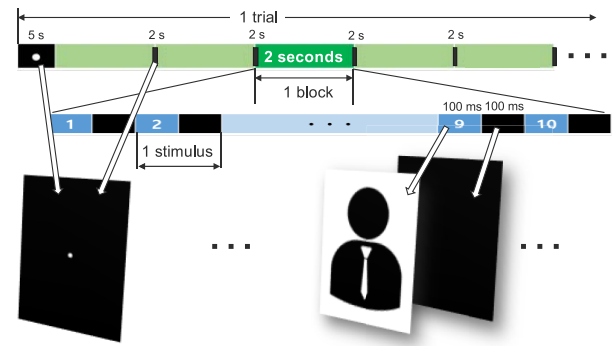 1 trial
5 s 2 s 2 s 2 s 2 s
2 seconds
1 block
100 ms 100 ms
1 2 . . . 9 10
1 stimulus
. . .
. . .
. . .